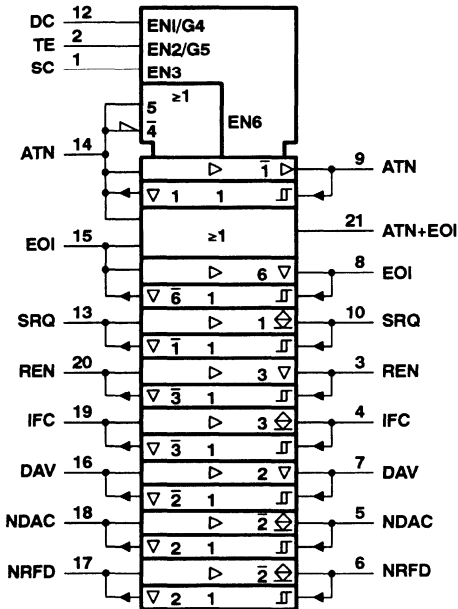 DC 12 EN1/G4
TE 2 EN2/G5
SC 1 EN3
≥1
5
4̅ EN6
ATN 14 1̅ 9 ATN
1 1
≥1 21 ATN+EOI
EOI 15 6 8 EOI
6̅ 1
SRQ 13 1 10 SRQ
1̅ 1
REN 20 3 3 REN
3̅ 1
IFC 19 3 4 IFC
3̅ 1
DAV 16 2 7 DAV
2̅ 1
NDAC 18 2̅ 5 NDAC
2 1
NRFD 17 2̅ 6 NRFD
2 1